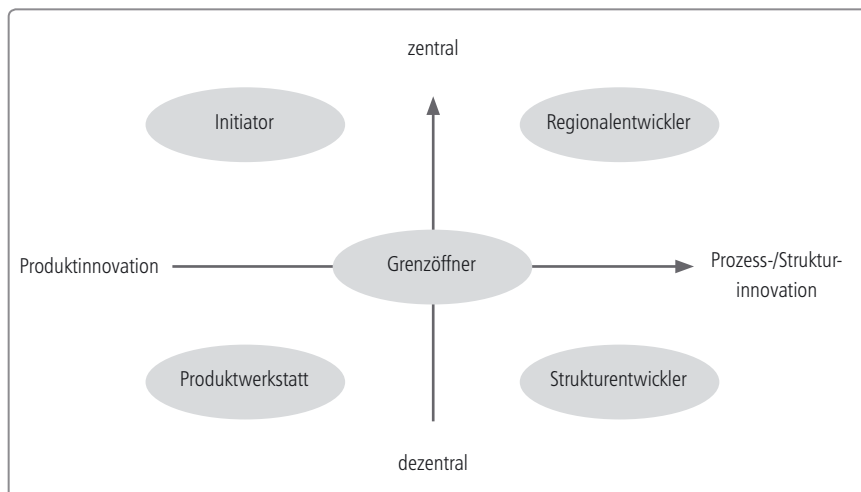 zentral
Initiator
Regionalentwickler
Produktinnovation
Grenzöffner
Prozess-/Struktur-
innovation
Produktwerkstatt
Strukturentwickler
dezentral